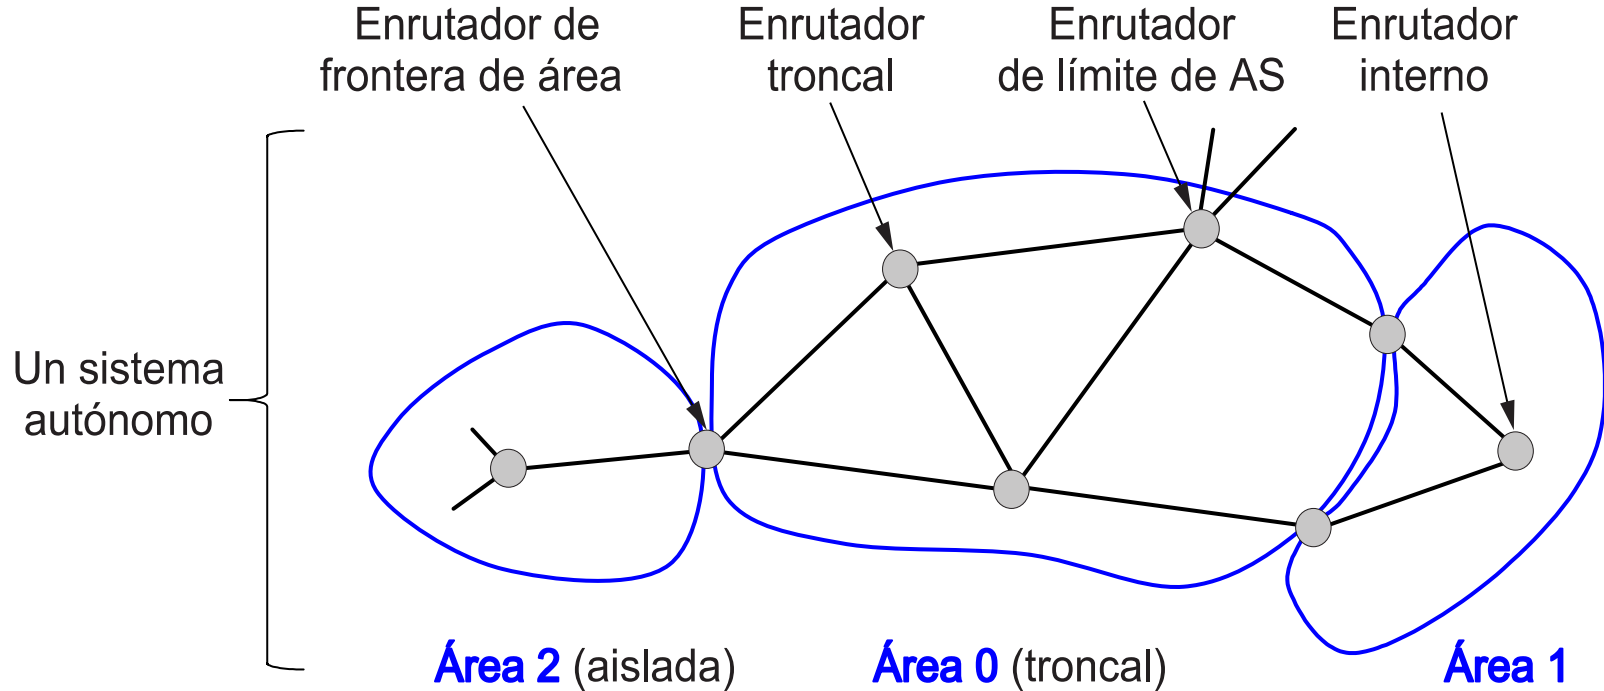 Enrutador de
frontera de área
Enrutador
troncal
Enrutador
de límite de AS
Enrutador
interno
Un sistema
autónomo
Área 2 (aislada)
Área 0 (troncal)
Área 1